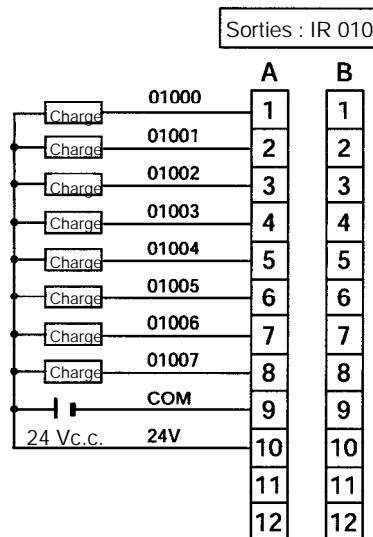 Sorties : IR 010
A B
01000
Charge 1 1
01001
Charge 2 2
01002
Charge 3 3
01003
Charge 4 4
01004
Charge 5 5
01005
Charge 6 6
01006
Charge 7 7
01007
Charge 8 8
COM 9 9
24 Vc.c. 24V 10 10
11 11
12 12